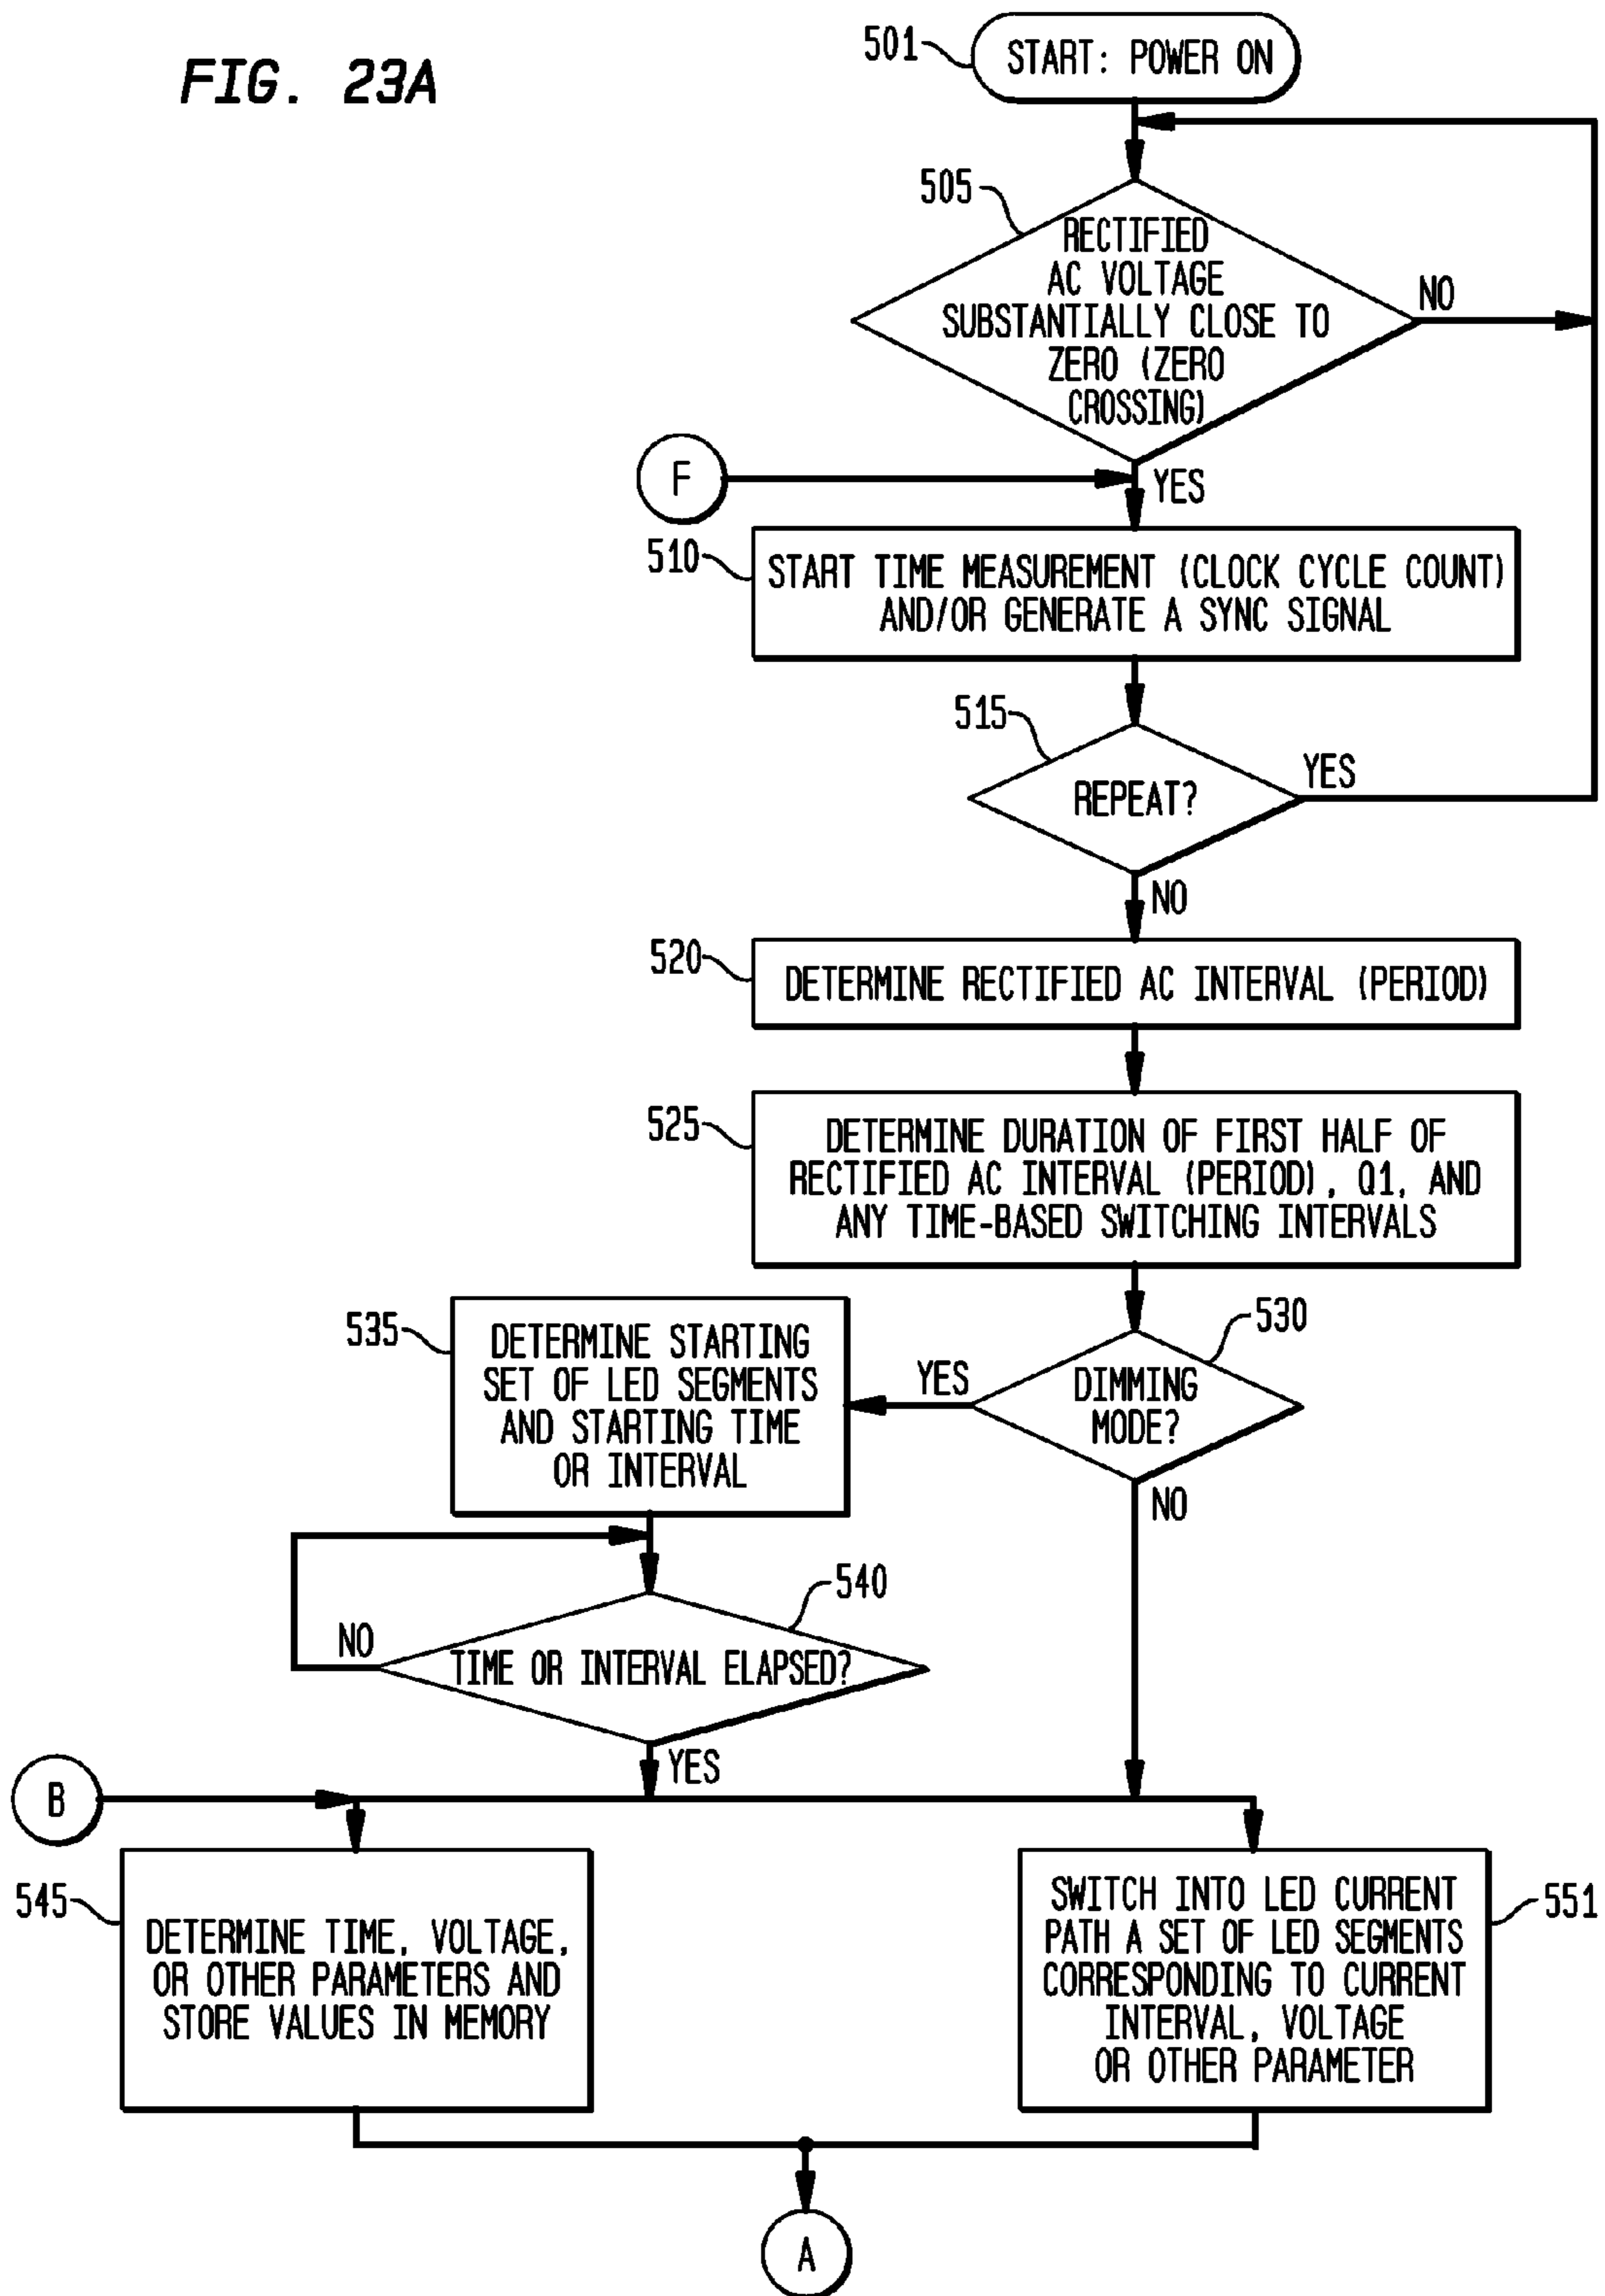 FIG. 23A
501
START: POWER ON
505
RECTIFIED
AC VOLTAGE
SUBSTANTIALLY CLOSE TO
ZERO (ZERO
CROSSING)
NO
F
YES
510
START TIME MEASUREMENT (CLOCK CYCLE COUNT)
AND/OR GENERATE A SYNC SIGNAL
515
REPEAT?
YES
NO
520
DETERMINE RECTIFIED AC INTERVAL (PERIOD)
525
DETERMINE DURATION OF FIRST HALF OF
RECTIFIED AC INTERVAL (PERIOD), Q1, AND
ANY TIME-BASED SWITCHING INTERVALS
530
DIMMING
MODE?
YES
NO
535
DETERMINE STARTING
SET OF LED SEGMENTS
AND STARTING TIME
OR INTERVAL
540
TIME OR INTERVAL ELAPSED?
NO
YES
B
545
DETERMINE TIME, VOLTAGE,
OR OTHER PARAMETERS AND
STORE VALUES IN MEMORY
551
SWITCH INTO LED CURRENT
PATH A SET OF LED SEGMENTS
CORRESPONDING TO CURRENT
INTERVAL, VOLTAGE
OR OTHER PARAMETER
A